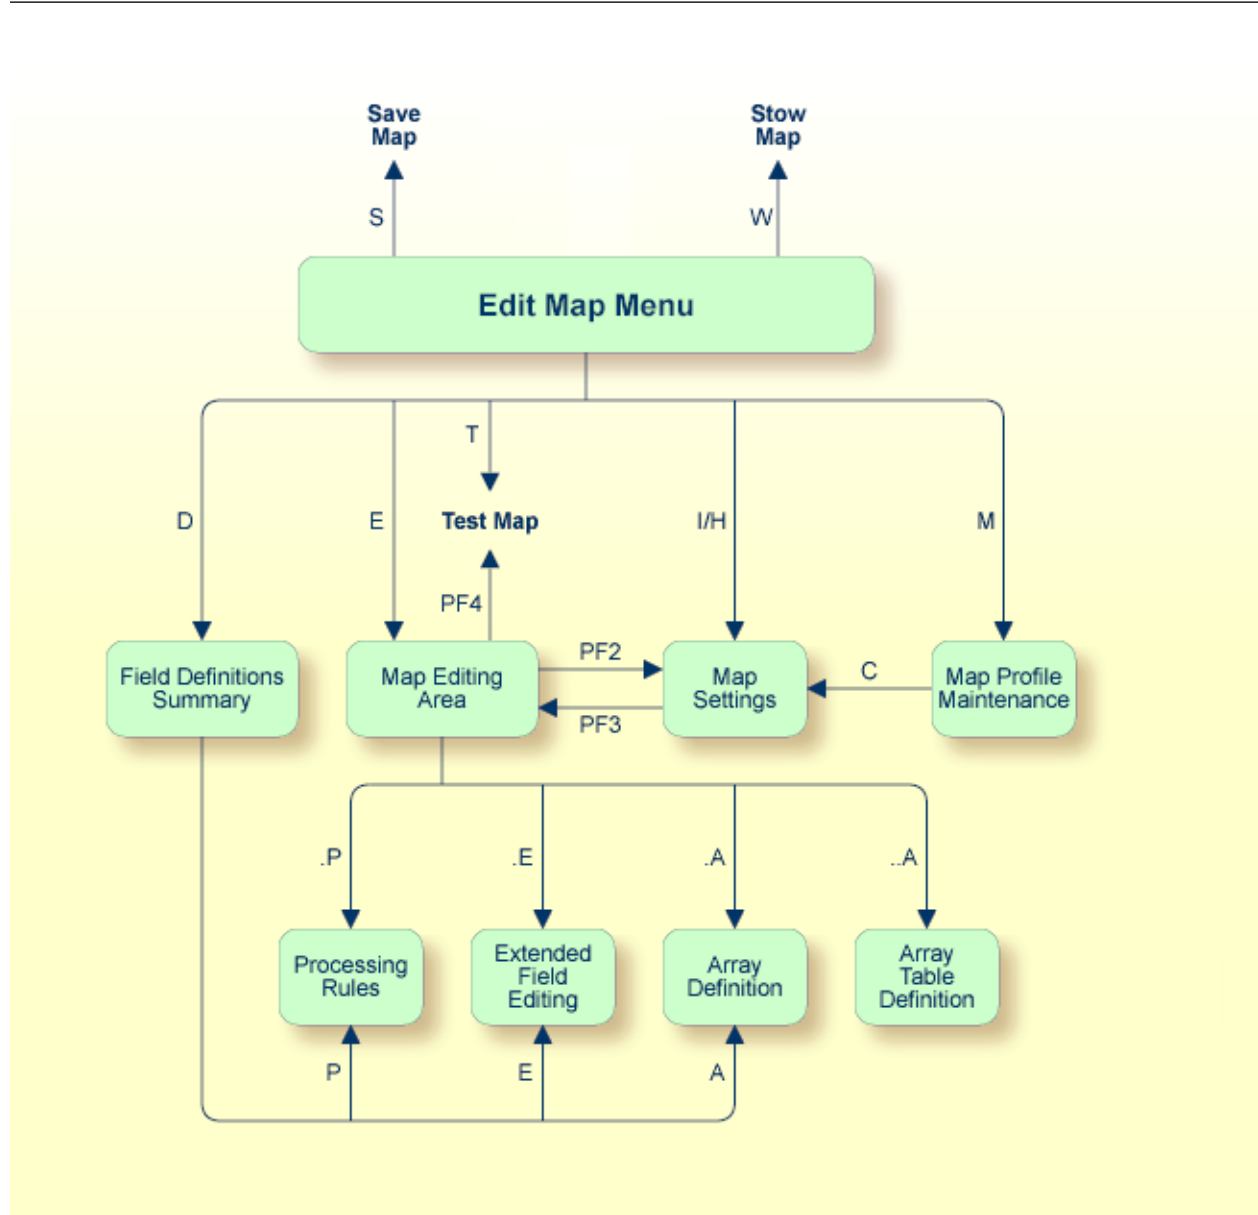 Save
Map
Stow
Map
S
W
Edit Map Menu
T
D
E
Test Map
I/H
M
PF4
Field Definitions
Summary
Map Editing
Area
PF2
PF3
Map
Settings
C
Map Profile
Maintenance
.P
.E
.A
..A
Processing
Rules
Extended
Field
Editing
Array
Definition
Array
Table
Definition
P
E
A